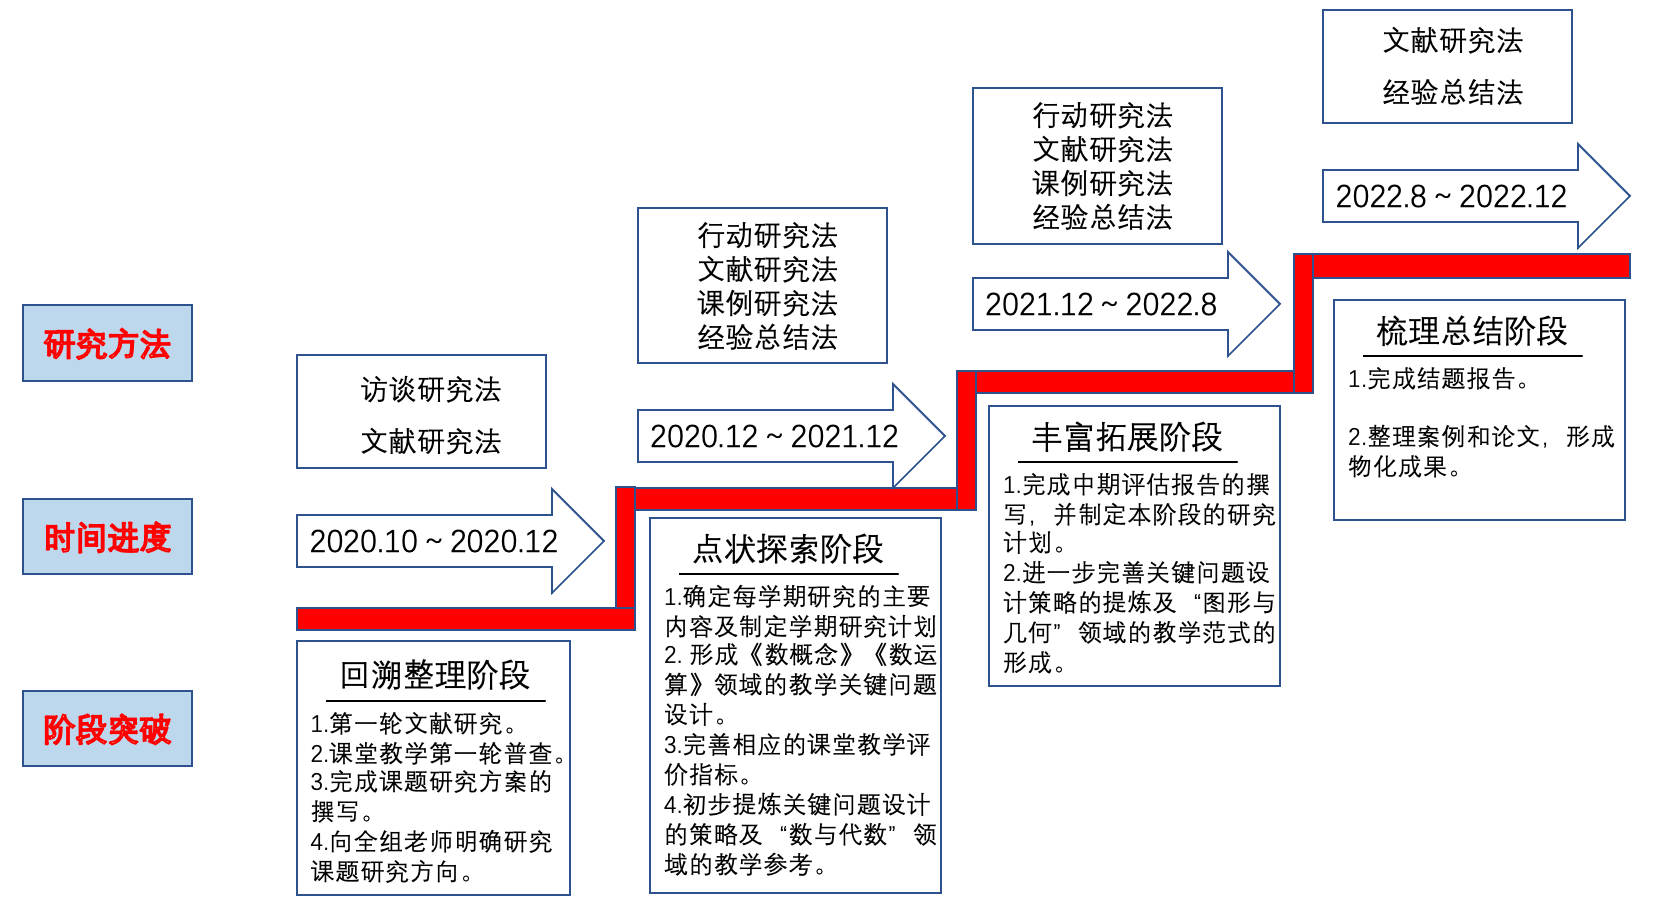 研究方法
时间进度
阶段突破
访谈研究法
文献研究法
2020.10 ~ 2020.12
回溯整理阶段
1.第一轮文献研究。
2.课堂教学第一轮普查。
3.完成课题研究方案的
撰写。
4.向全组老师明确研究
课题研究方向。
行动研究法
文献研究法
课例研究法
经验总结法
2020.12 ~ 2021.12
点状探索阶段
1.确定每学期研究的主要
内容及制定学期研究计划
2. 形成《数概念》《数运
算》领域的教学关键问题
设计。
3.完善相应的课堂教学评
价指标。
4.初步提炼关键问题设计
的策略及“数与代数”领
域的教学参考。
行动研究法
文献研究法
课例研究法
经验总结法
2021.12 ~ 2022.8
丰富拓展阶段
1.完成中期评估报告的撰
写，并制定本阶段的研究
计划。
2.进一步完善关键问题设
计策略的提炼及“图形与
几何”领域的教学范式的
形成。
文献研究法
经验总结法
2022.8 ~ 2022.12
梳理总结阶段
1.完成结题报告。
2.整理案例和论文，形成
物化成果。